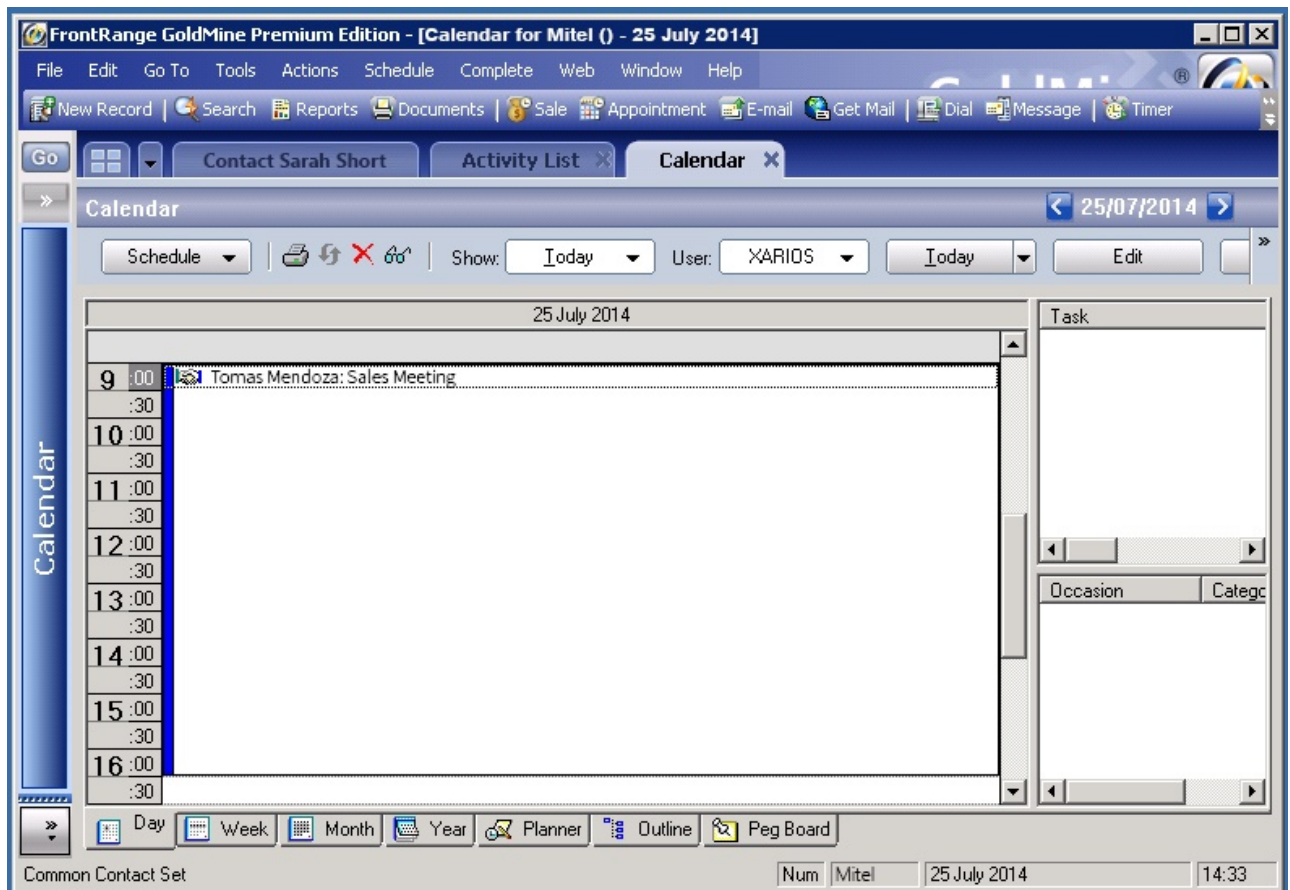 FrontRange GoldMine Premium Edition - [Calendar for Mitel () - 25 July 2014]
File Edit Go To Tools Actions Schedule Complete Web Window Help
®
New Record | Search Reports Documents | Sale Appointment E-mail Get Mail | Dial Message | Timer
Go Contact Sarah Short Activity List Calendar
» Calendar 25/07/2014
Schedule Show: Today User: XARIOS Today Edit »
25 July 2014 Task
9 :00 Tomas Mendoza: Sales Meeting
:30
10 :00
:30
11 :00
:30
12 :00
:30
13 :00 Occasion Catego
:30
14 :00
:30
15 :00
:30
16 :00
:30
Calendar
» Day Week Month Year Planner Outline Peg Board
Common Contact Set Num Mitel 25 July 2014 14:33